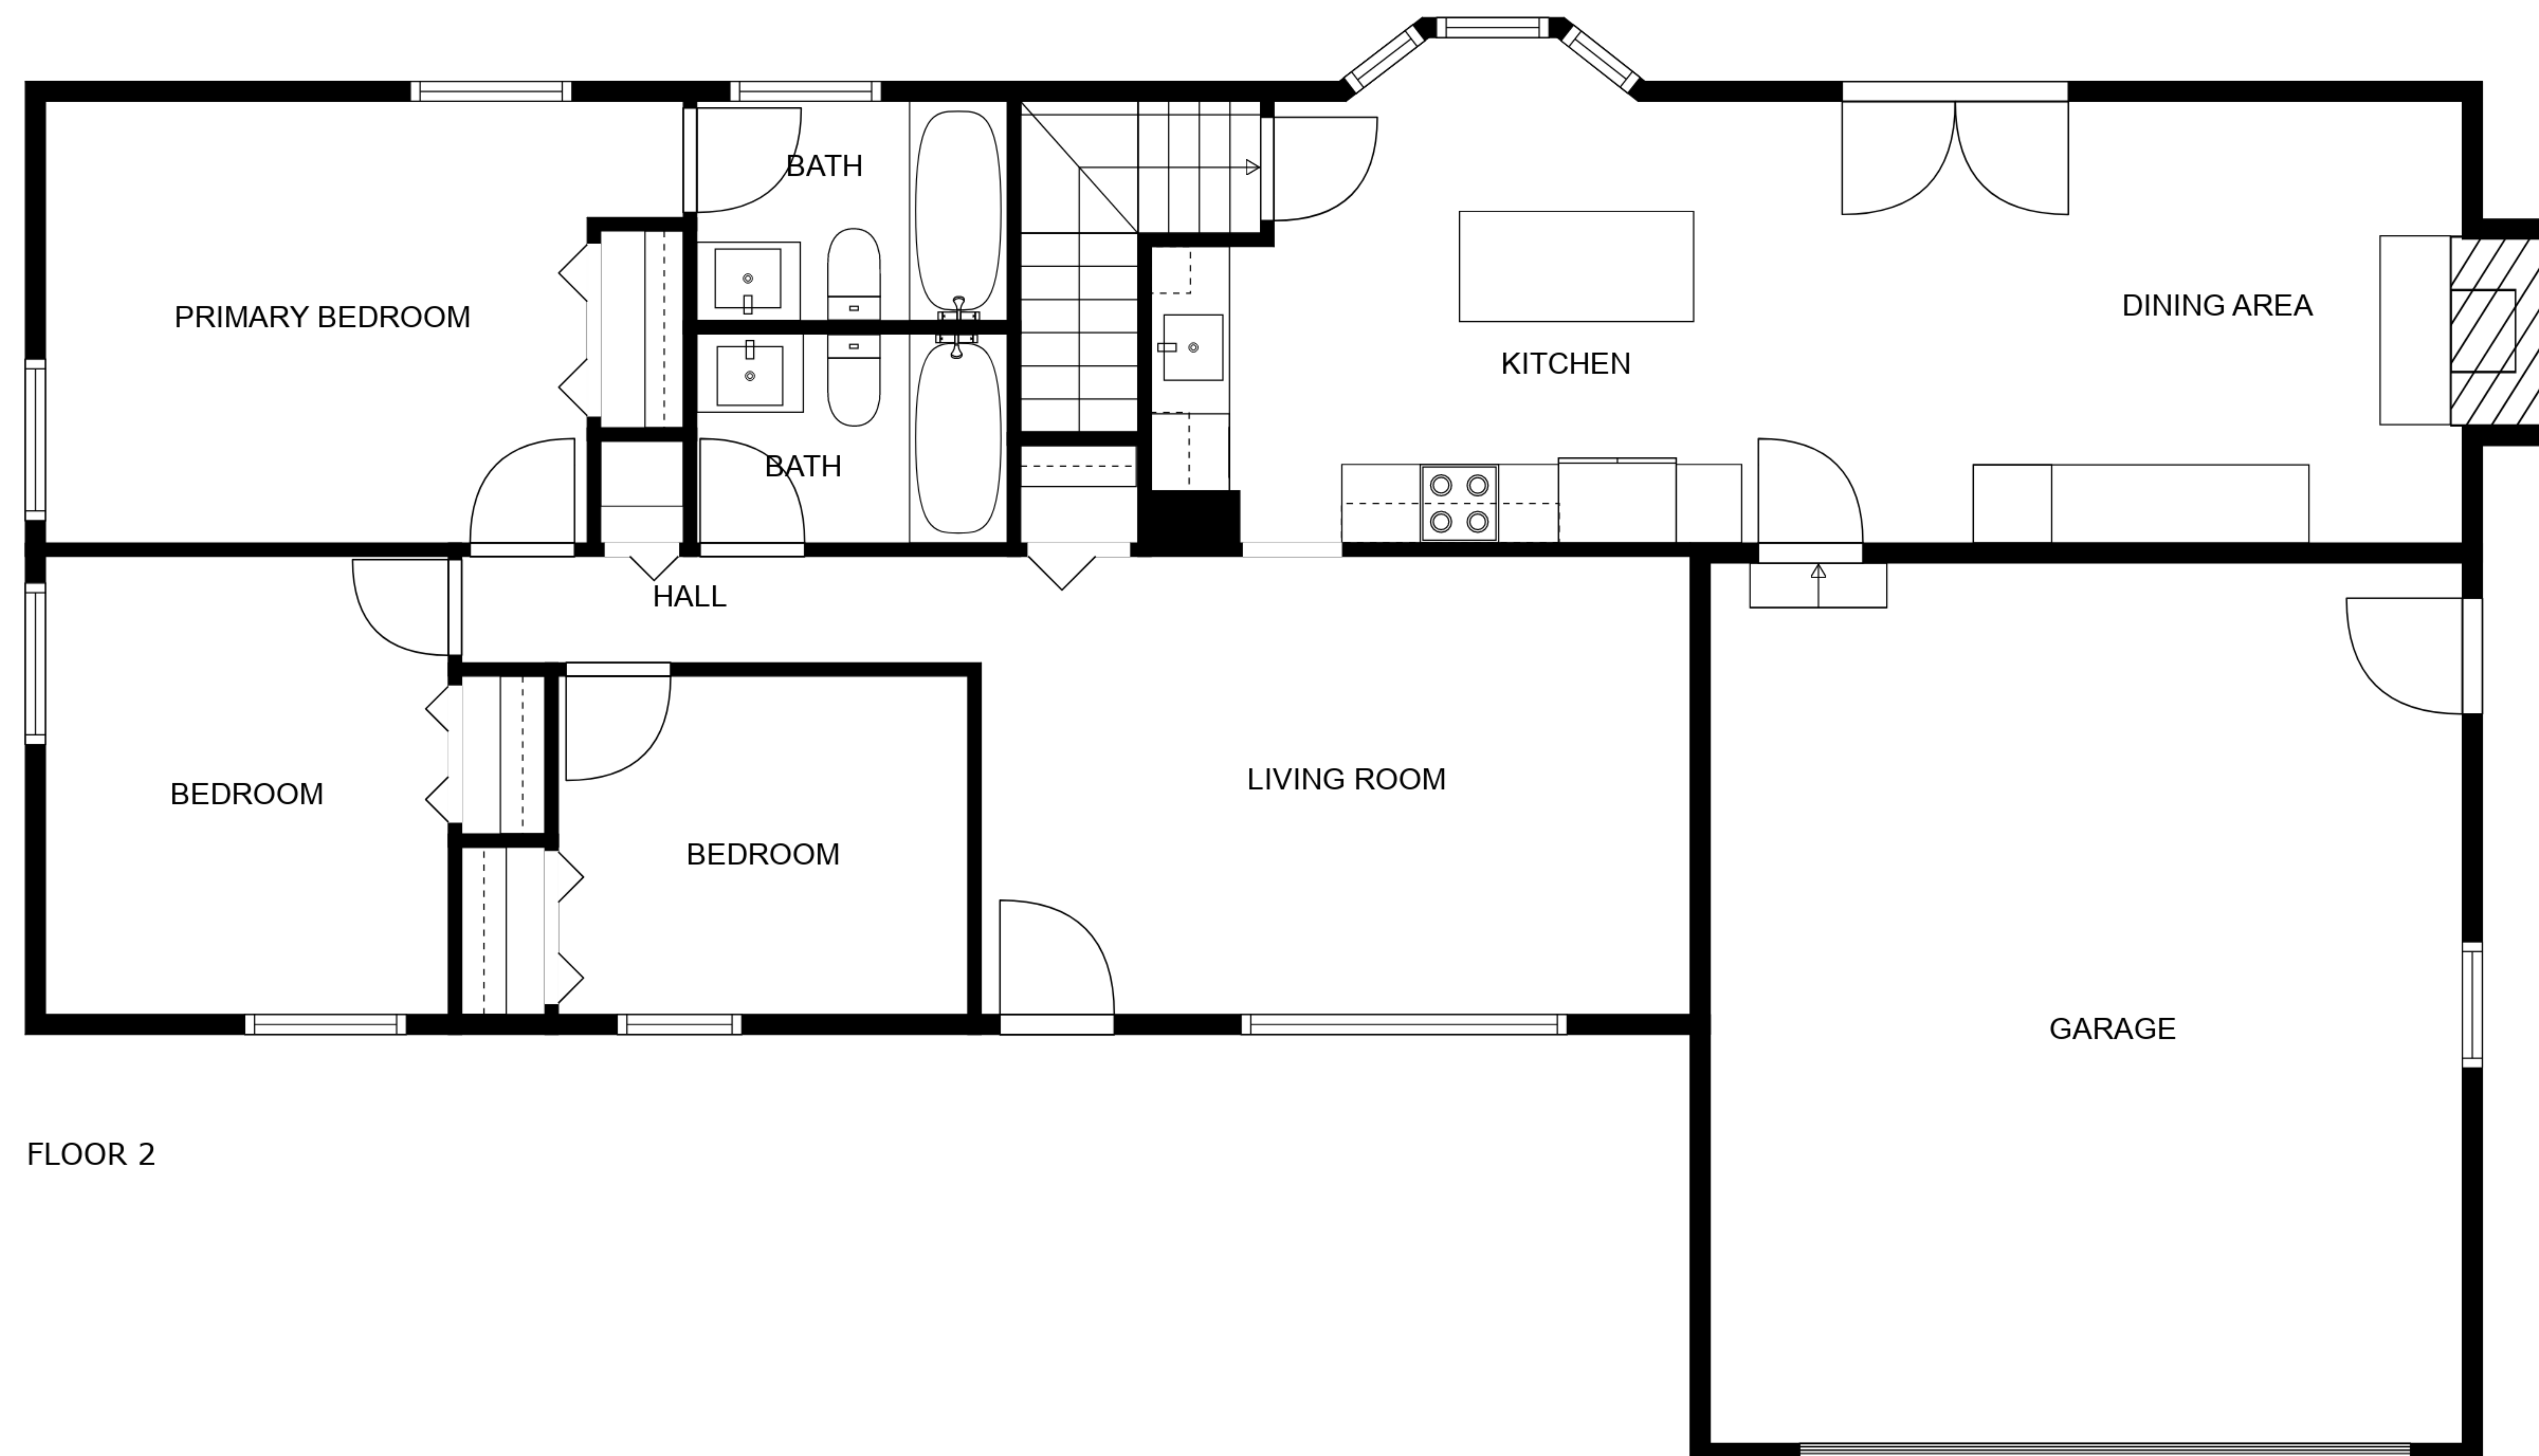 BATH
PRIMARY BEDROOM
DINING AREA
KITCHEN
BATH
HALL
LIVING ROOM
BEDROOM
BEDROOM
GARAGE
FLOOR 2